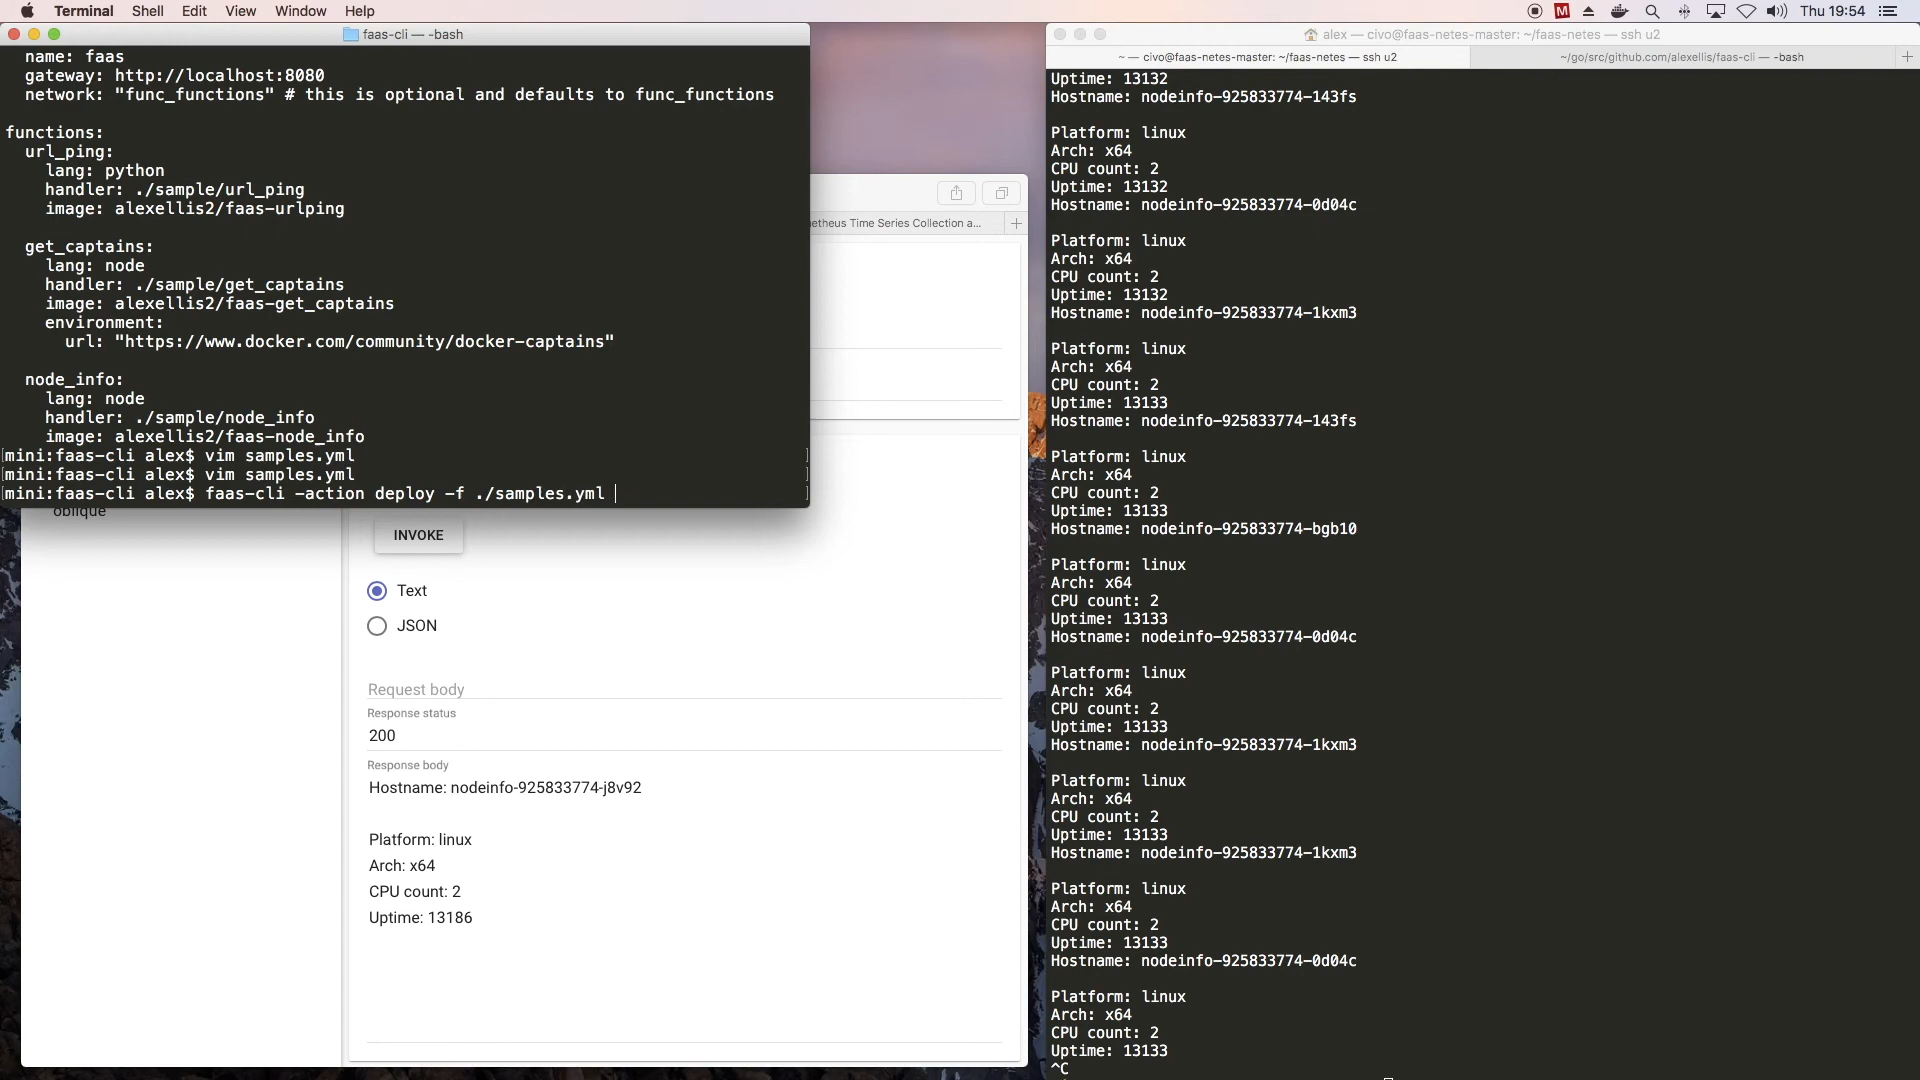 Terminal Shell Edit View Window Help
Thu 19:54
faas-cli — -bash
name: faas
gateway: http://localhost:8080
network: "func_functions" # this is optional and defaults to func_functions
functions:
url_ping:
lang: python
handler: ./sample/url_ping
image: alexellis2/faas-urlping
get_captains:
lang: node
handler: ./sample/get_captains
image: alexellis2/faas-get_captains
environment:
url: "https://www.docker.com/community/docker-captains"
node_info:
lang: node
handler: ./sample/node_info
image: alexellis2/faas-node_info
[mini:faas-cli alex$ vim samples.yml ]
[mini:faas-cli alex$ vim samples.yml ]
[mini:faas-cli alex$ faas-cli -action deploy -f ./samples.yml ]
Time Series Collection a...
oblique
INVOKE
Text
JSON
Request body
Response status
200
Response body
Hostname: nodeinfo-925833774-j8v92
Platform: linux
Arch: x64
CPU count: 2
Uptime: 13186
alex — civo@faas-netes-master: ~/faas-netes — ssh u2
~ — civo@faas-netes-master: ~/faas-netes — ssh u2
~/go/src/github.com/alexellis/faas-cli — -bash
Uptime: 13132
Hostname: nodeinfo-925833774-143fs
Platform: linux
Arch: x64
CPU count: 2
Uptime: 13132
Hostname: nodeinfo-925833774-0d04c
Platform: linux
Arch: x64
CPU count: 2
Uptime: 13132
Hostname: nodeinfo-925833774-1kxm3
Platform: linux
Arch: x64
CPU count: 2
Uptime: 13133
Hostname: nodeinfo-925833774-143fs
Platform: linux
Arch: x64
CPU count: 2
Uptime: 13133
Hostname: nodeinfo-925833774-bgb10
Platform: linux
Arch: x64
CPU count: 2
Uptime: 13133
Hostname: nodeinfo-925833774-0d04c
Platform: linux
Arch: x64
CPU count: 2
Uptime: 13133
Hostname: nodeinfo-925833774-1kxm3
Platform: linux
Arch: x64
CPU count: 2
Uptime: 13133
Hostname: nodeinfo-925833774-1kxm3
Platform: linux
Arch: x64
CPU count: 2
Uptime: 13133
Hostname: nodeinfo-925833774-0d04c
Platform: linux
Arch: x64
CPU count: 2
Uptime: 13133
^C